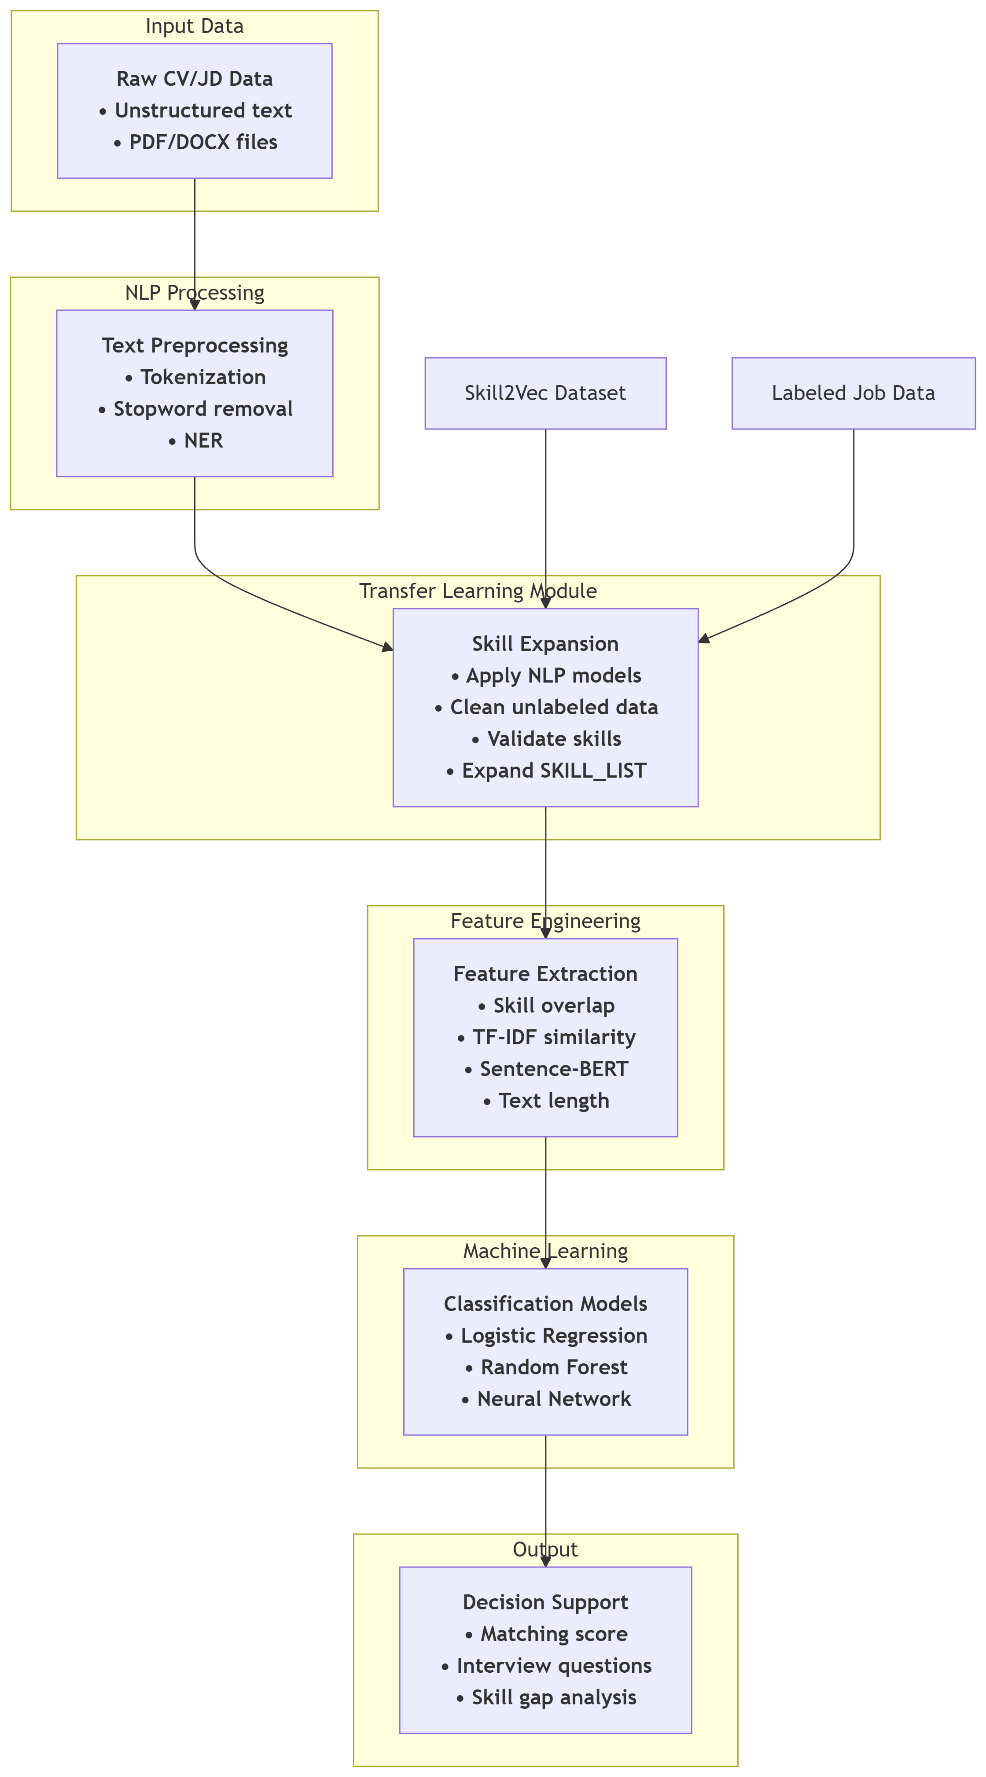 Input Data
Raw CV/JD Data
• Unstructured text
• PDF/DOCX files
NLP Processing
Text Preprocessing
• Tokenization
• Stopword removal
• NER
Skill2Vec Dataset
Labeled Job Data
Transfer Learning Module
Skill Expansion
• Apply NLP models
• Clean unlabeled data
• Validate skills
• Expand SKILL_LIST
Feature Engineering
Feature Extraction
• Skill overlap
• TF-IDF similarity
• Sentence-BERT
• Text length
Machine Learning
Classification Models
• Logistic Regression
• Random Forest
• Neural Network
Output
Decision Support
• Matching score
• Interview questions
• Skill gap analysis